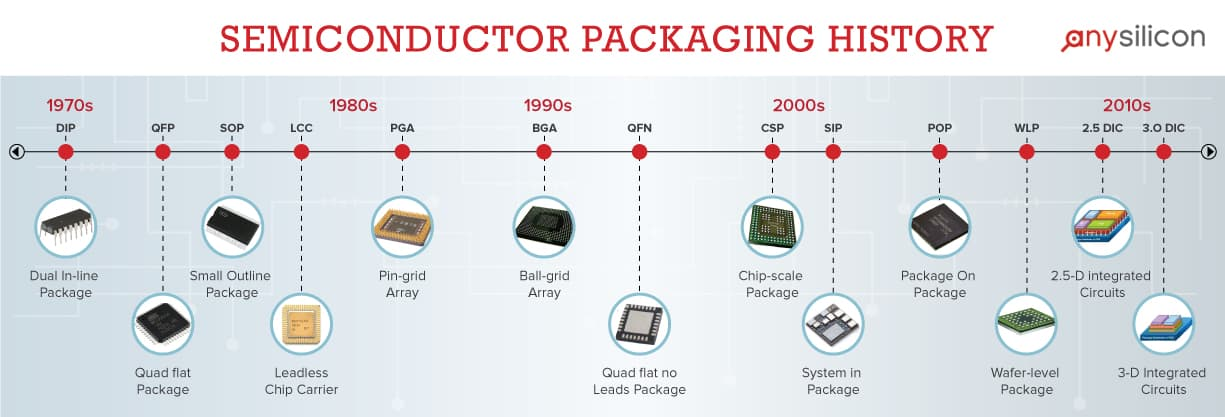 SEMICONDUCTOR PACKAGING HISTORY
anysilicon
1970s
1980s
1990s
2000s
2010s
DIP
QFP
SOP
LCC
PGA
BGA
QFN
CSP
SIP
POP
WLP
2.5 DIC
3.0 DIC
Dual In-line
Package
Small Outline
Package
Pin-grid
Array
Ball-grid
Array
Chip-scale
Package
Package On
Package
2.5-D integrated
Circuits
Quad flat
Package
Leadless
Chip Carrier
Quad flat no
Leads Package
System in
Package
Wafer-level
Package
3-D Integrated
Circuits